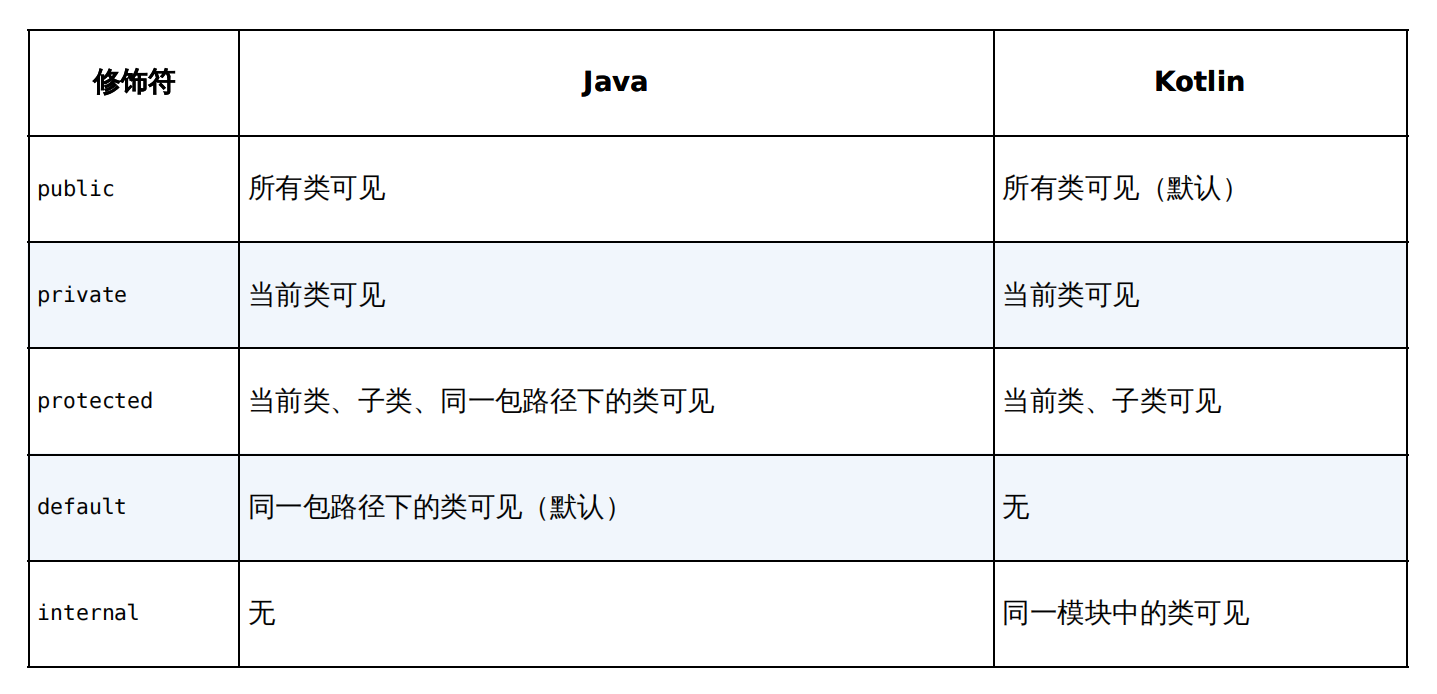 修饰符 Java Kotlin
public 所有类可见 所有类可见（默认）
private 当前类可见 当前类可见
protected 当前类、子类、同一包路径下的类可见 当前类、子类可见
default 同一包路径下的类可见（默认） 无
internal 无 同一模块中的类可见